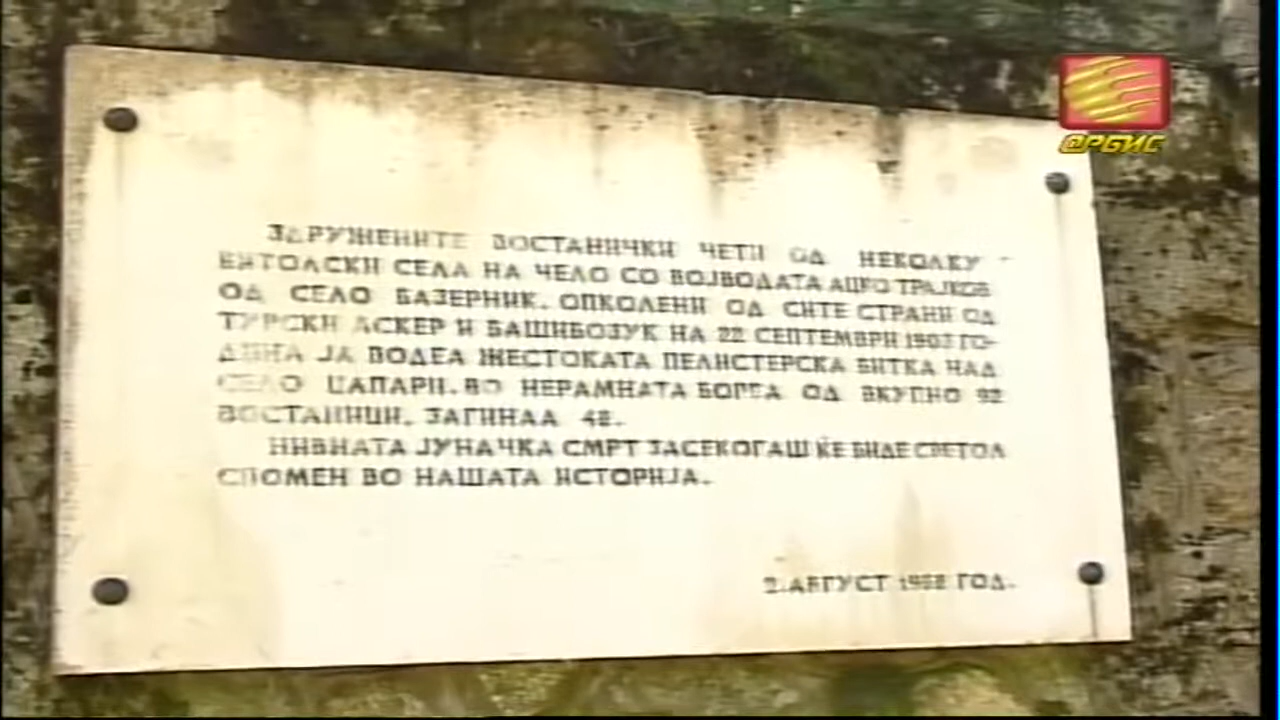 ОРБИС
ЗДРУЖЕНИТЕ ВОСТАНИЧКИ ЧЕТИ ОД НЕКОЛКУ
БИТОЛСКИ СЕЛА НА ЧЕЛО СО ВОЈВОДАТА АЦКО ТРАЈКОВ
ОД СЕЛО БАЗЕРНИК, ОПКОЛЕНИ ОД СИТЕ СТРАНИ ОД
ТУРСКИ АСКЕР И БАШИБОЗУК НА 22 СЕПТЕМВРИ 1903 ГО-
ДИНА ЈА ВОДЕА ЖЕСТОКАТА ПЕЛИСТЕРСКА БИТКА НАД
СЕЛО ЦАПАРИ. ВО НЕРАМНАТА БОРБА ОД ВКУПНО 92
ВОСТАНИЦИ, ЗАГИНАА
НИВНАТА ЈУНАЧКА СМРТ ЗАСЕКОГАШ ЌЕ БИДЕ СВЕТОЛ
СПОМЕН ВО НАШАТА ИСТОРИЈА.
2. АВГУСТ ГОД.